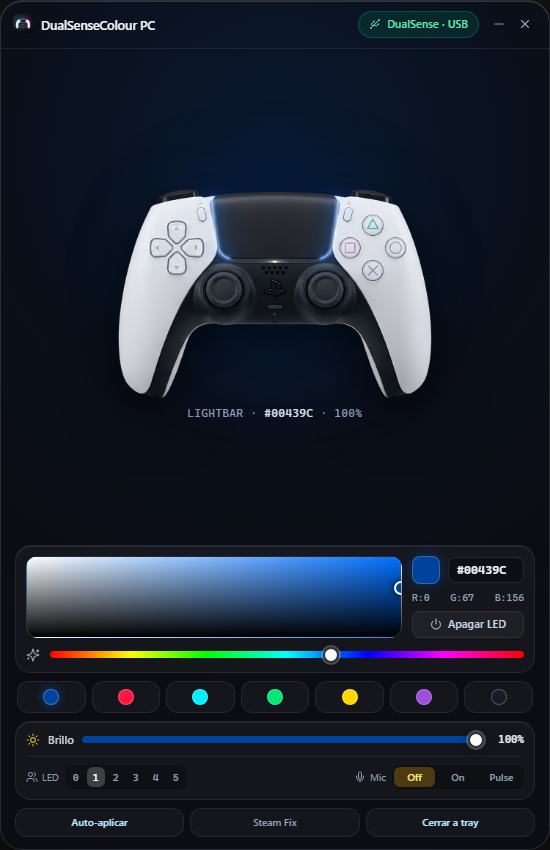 DualSenseColour PC
DualSense · USB
LIGHTBAR · #00439C · 100%
#00439C
R:0 G:67 B:156
Apagar LED
Brillo 100%
LED 0 1 2 3 4 5 Mic Off On Pulse
Auto-aplicar Steam Fix Cerrar a tray